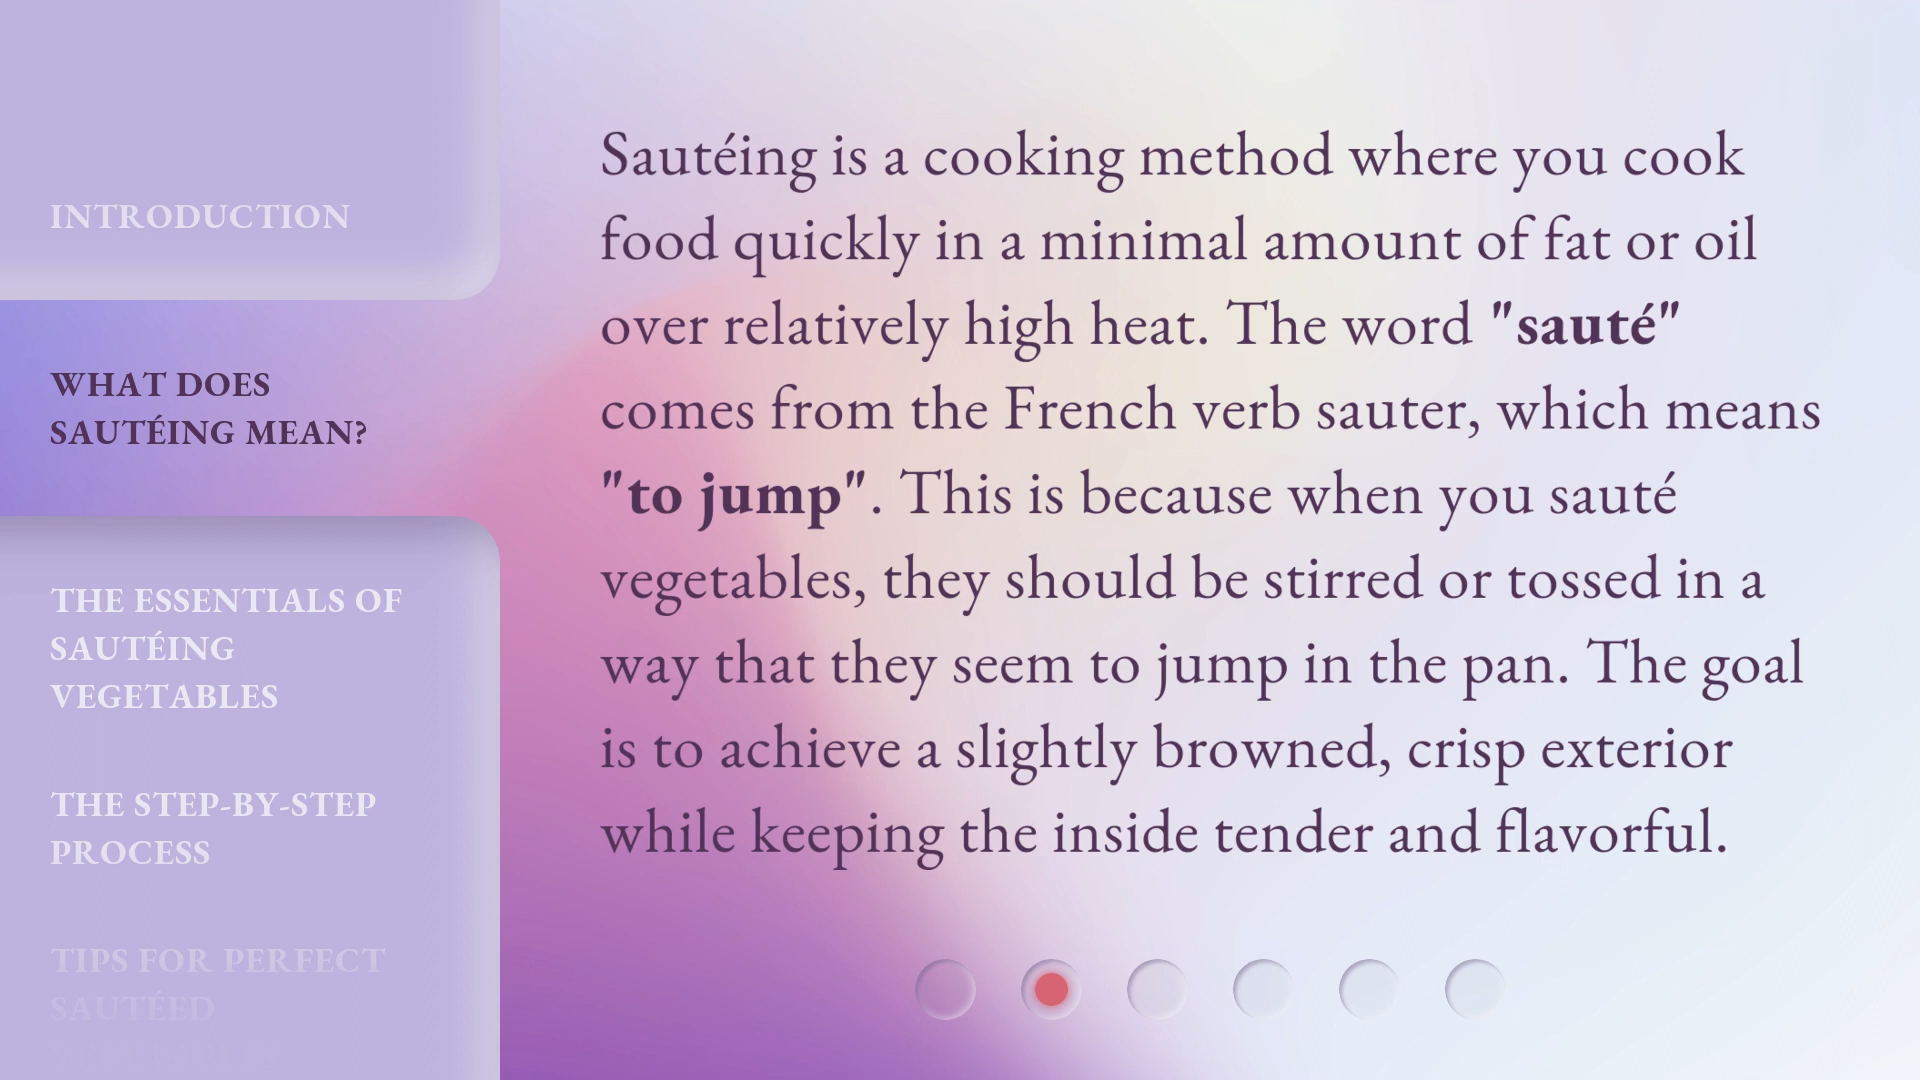 INTRODUCTION
WHAT DOES
SAUTÉING MEAN?
THE ESSENTIALS OF
SAUTÉING
VEGETABLES
THE STEP-BY-STEP
PROCESS
TIPS FOR PERFECT
SAUTÉED
VEGETABLES
Sautéing is a cooking method where you cook
food quickly in a minimal amount of fat or oil
over relatively high heat. The word "sauté"
comes from the French verb sauter, which means
"to jump". This is because when you sauté
vegetables, they should be stirred or tossed in a
way that they seem to jump in the pan. The goal
is to achieve a slightly browned, crisp exterior
while keeping the inside tender and flavorful.